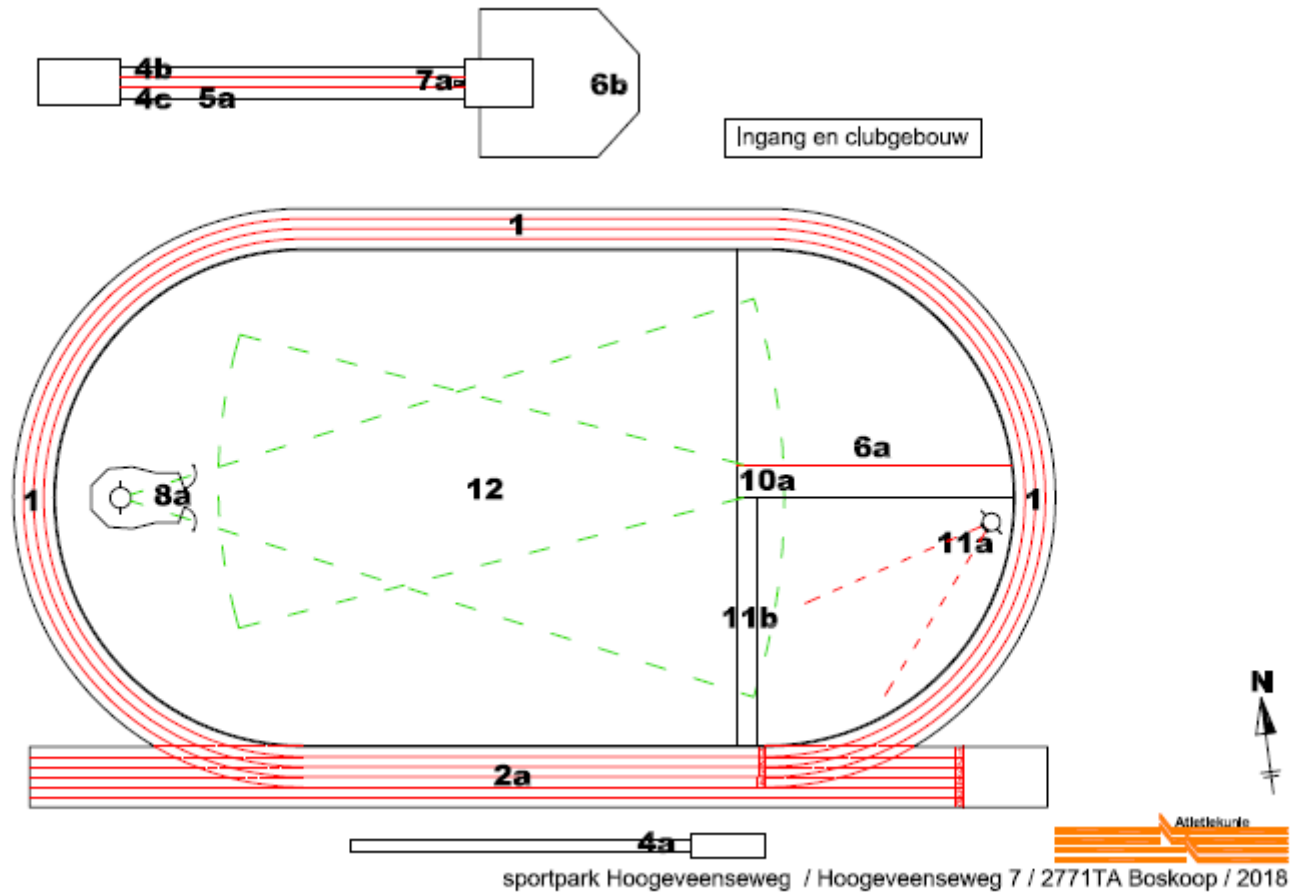 4b
7a
6b
4c 5a
Ingang en clubgebouw
1
6a
10a
8a
12
1
1
11a
11b
N
2a
Atletiekunie
4a
sportpark Hoogeveenseweg / Hoogeveenseweg 7 / 2771TA Boskoop / 2018